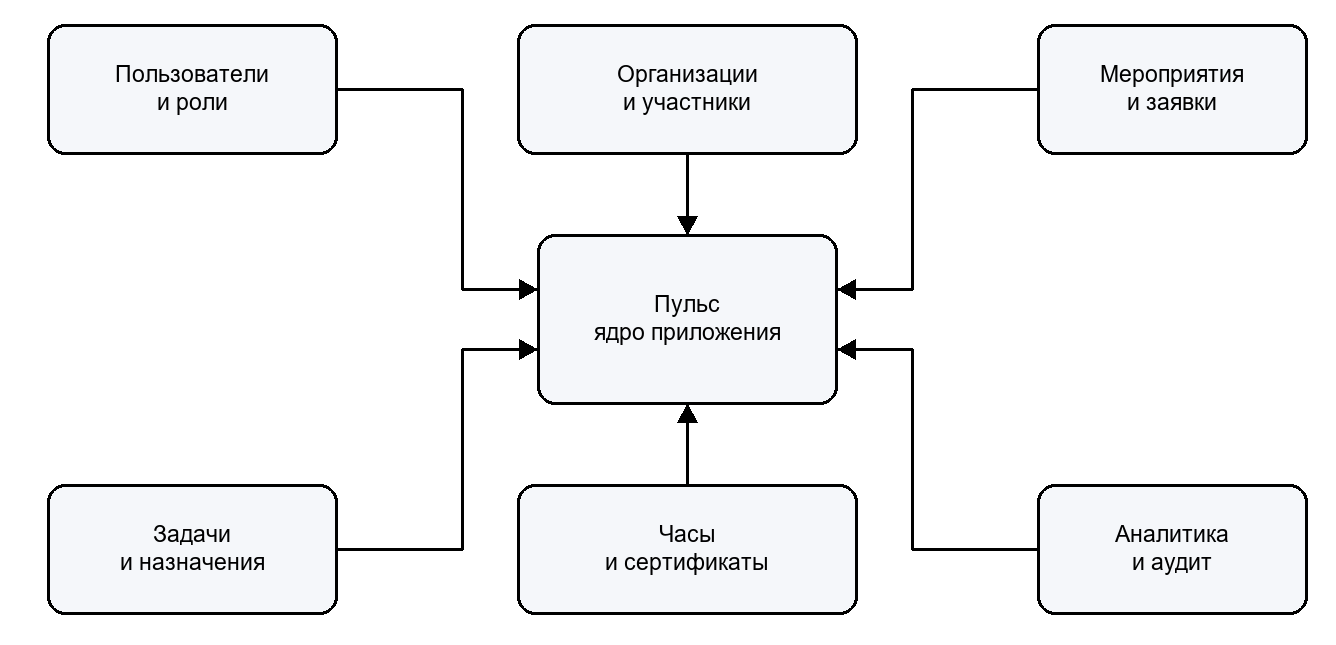 Пользователи
и роли
Организации
и участники
Мероприятия
и заявки
Пульс
ядро приложения
Задачи
и назначения
Часы
и сертификаты
Аналитика
и аудит